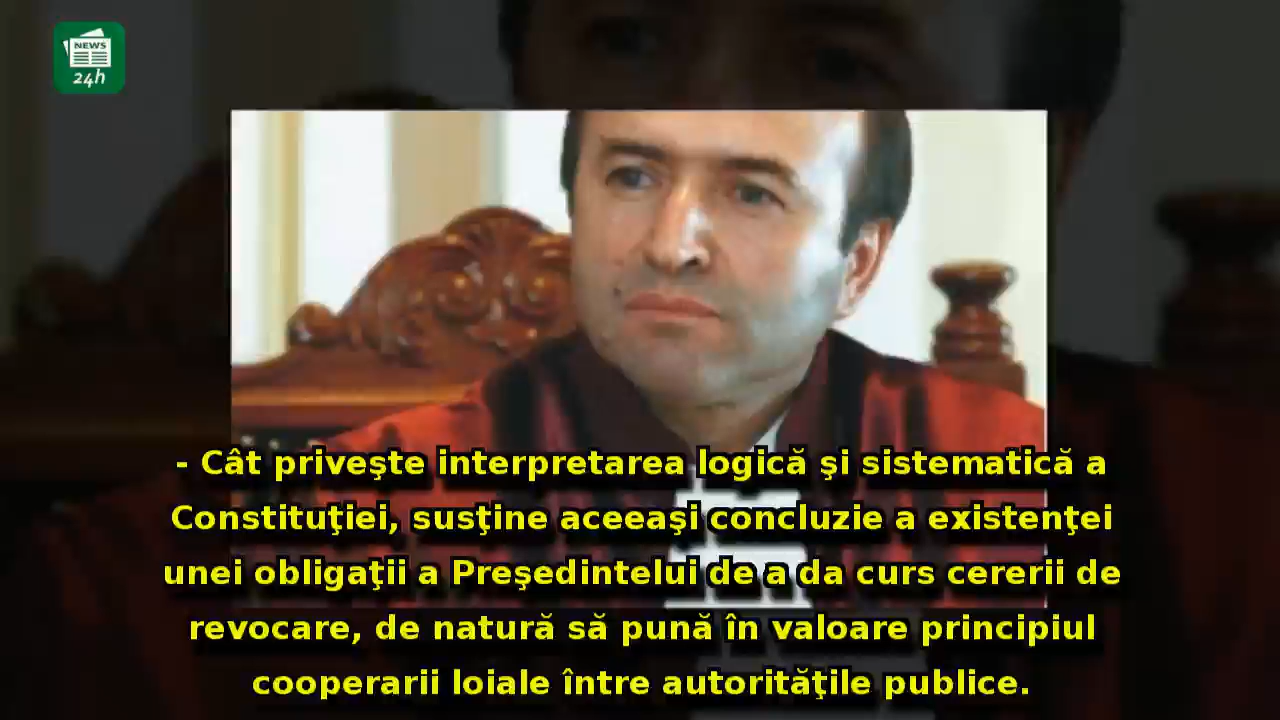 NEWS
24h
- Cât priveşte interpretarea logică şi sistematică a
Constituţiei, susţine aceeaşi concluzie a existenţei
unei obligaţii a Preşedintelui de a da curs cererii de
revocare, de natură să pună în valoare principiul
cooperarii loiale între autorităţile publice.